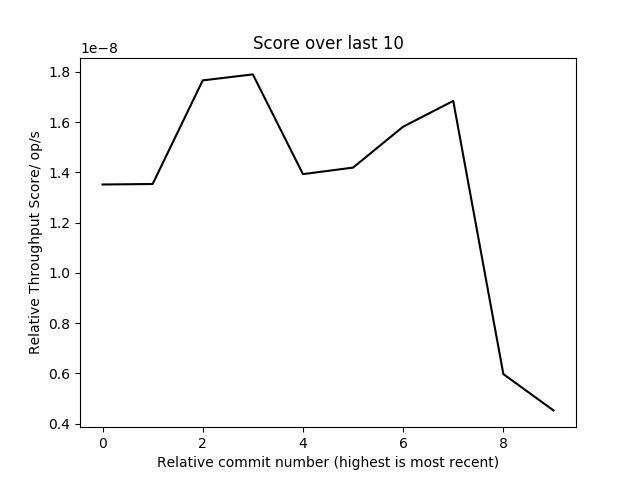 Score over last 10
1e−8
1.8
1.6
1.4
1.2
1.0
0.8
0.6
0.4
Relative Throughput Score/ op/s
0 2 4 6 8
Relative commit number (highest is most recent)